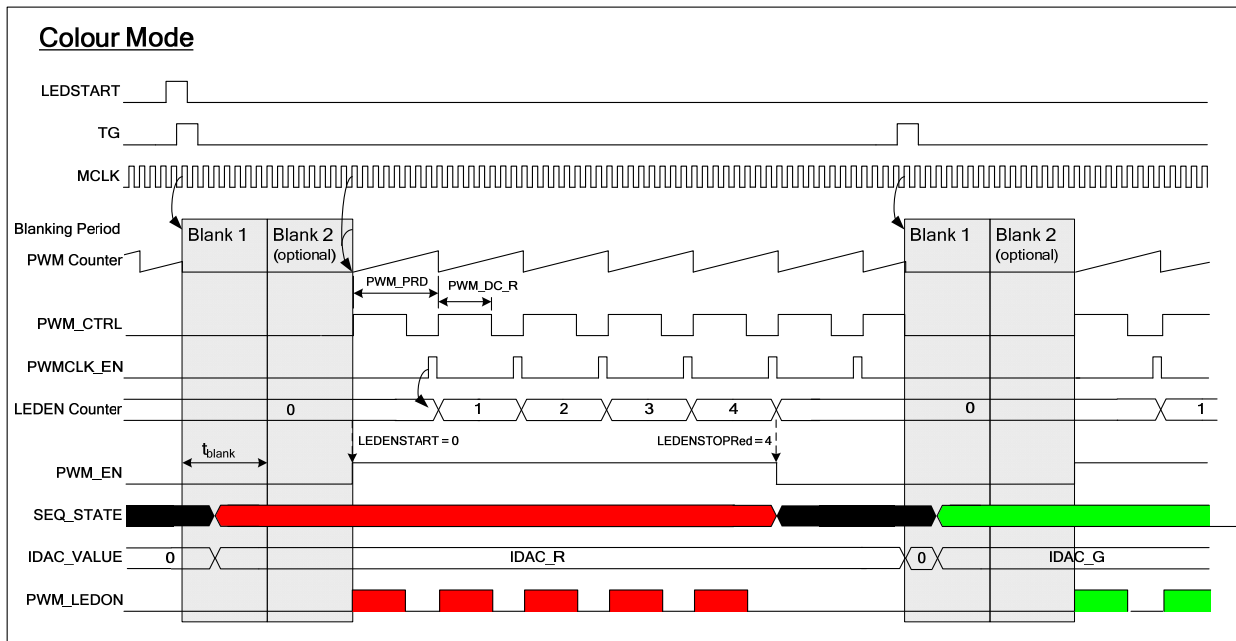 Colour Mode
LEDSTART
TG
MCLK
Blanking Period
Blank 1
Blank 2
(optional)
Blank 1
Blank 2
(optional)
PWM Counter
PWM_PRD
PWM_DC_R
PWM_CTRL
PWMCLK_EN
LEDEN Counter
0
1
2
3
4
0
1
LEDENSTART = 0
LEDENSTOPRed = 4
tblank
PWM_EN
SEQ_STATE
IDAC_VALUE
0
IDAC_R
0
IDAC_G
PWM_LEDON